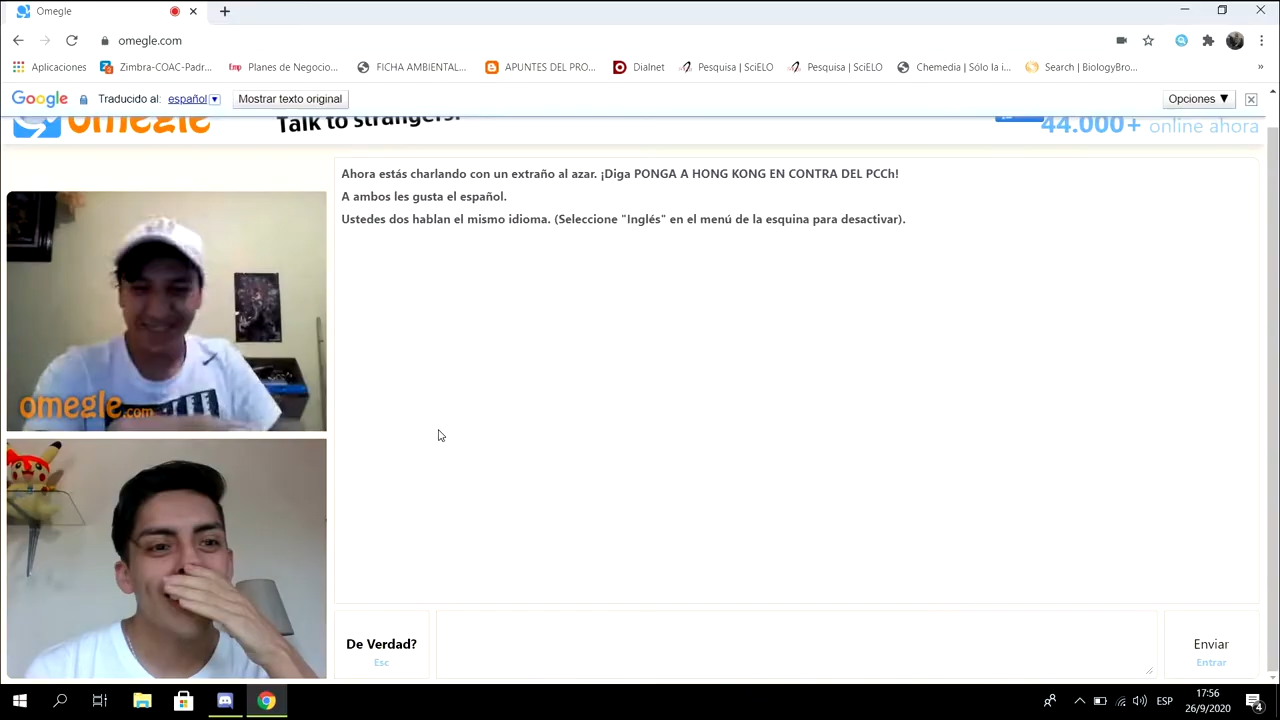 Omegle
omegle.com
Aplicaciones
Zimbra-COAC-Padr...
Planes de Negocio...
FICHA AMBIENTAL...
APUNTES DEL PRO...
Dialnet
Pesquisa | SciELO
Pesquisa | SciELO
Chemedia | Sólo la i...
Search | BiologyBro...
»
Google
Traducido al: español
Mostrar texto original
Opciones ▼
omegle
Talk to strangers!
44.000+ online ahora
Ahora estás charlando con un extraño al azar. ¡Diga PONGA A HONG KONG EN CONTRA DEL PCCh!
A ambos les gusta el español.
Ustedes dos hablan el mismo idioma. (Seleccione "Inglés" en el menú de la esquina para desactivar).
omegle.com
De Verdad?
Esc
Enviar
Entrar
ESP
17:56
26/9/2020
4